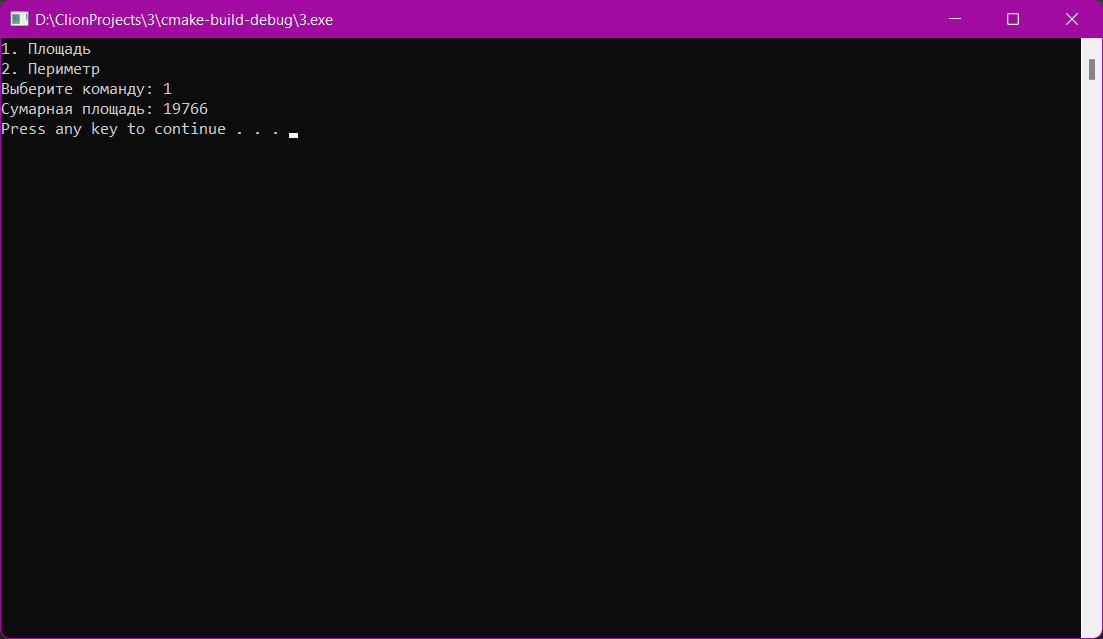 D:\ClionProjects\3\cmake-build-debug\3.exe
1. Площадь
2. Периметр
Выберите команду: 1
Сумарная площадь: 19766
Press any key to continue . . .